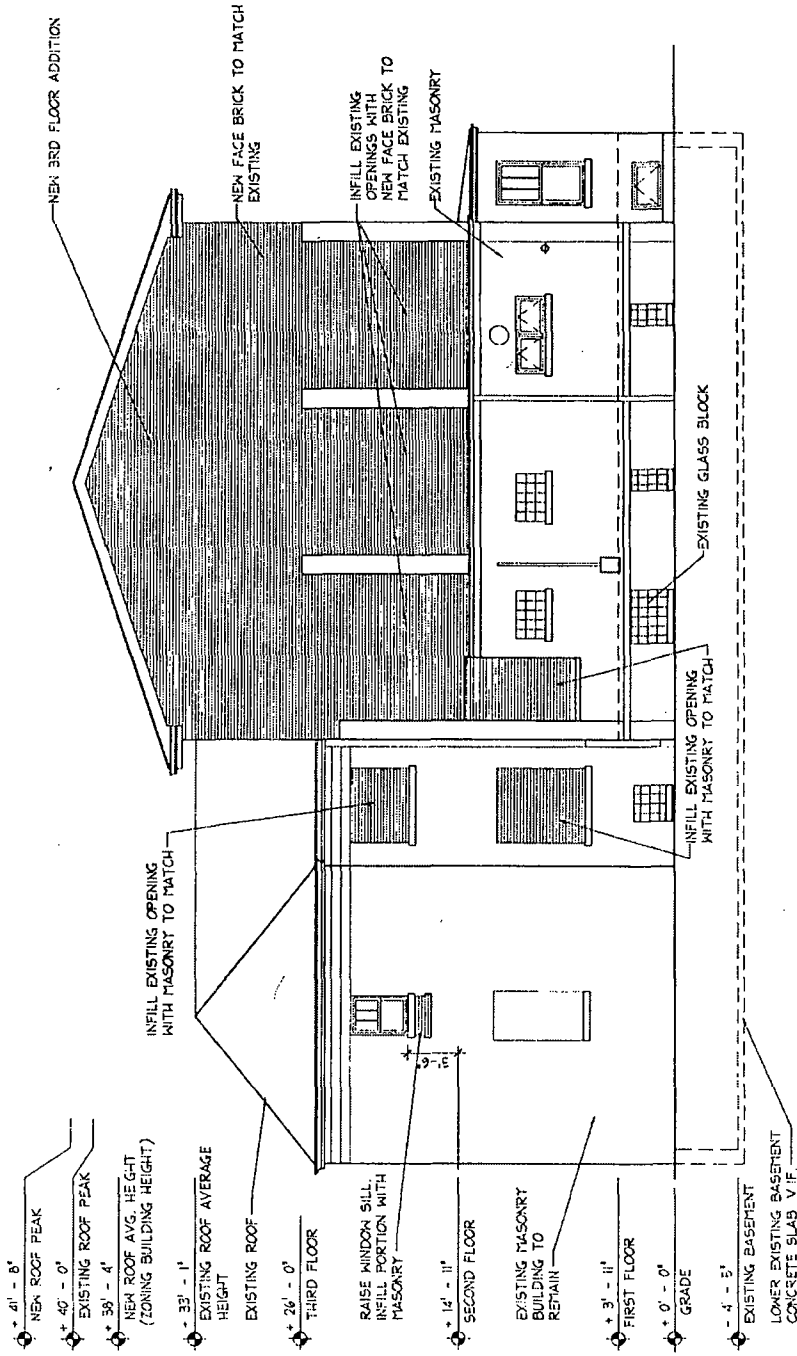 + 41' - 8"
NEW ROOF PEAK
+ 40' - 0"
EXISTING ROOF PEAK
+ 38' - 4"
NEW ROOF AVG. HEIGHT
(ZONING BUILDING HEIGHT)
+ 33' - 1"
EXISTING ROOF AVERAGE
HEIGHT
EXISTING ROOF
+ 26' - 0"
THIRD FLOOR
RAISE WINDOW SILL,
INFILL PORTION WITH
MASONRY
+ 14' - 11"
SECOND FLOOR
EXISTING MASONRY
BUILDING TO
REMAIN
+ 3' - 11"
FIRST FLOOR
+ 0' - 0"
GRADE
- 4' - 5"
EXISTING BASEMENT
LOWER EXISTING BASEMENT
CONCRETE SLAB V.I.F.
INFILL EXISTING OPENING
WITH MASONRY TO MATCH
3'-6"
INFILL EXISTING OPENING
WITH MASONRY TO MATCH
EXISTING GLASS BLOCK
NEW 3RD FLOOR ADDITION
NEW FACE BRICK TO MATCH
EXISTING
INFILL EXISTING
OPENINGS WITH
NEW FACE BRICK TO
MATCH EXISTING
EXISTING MASONRY